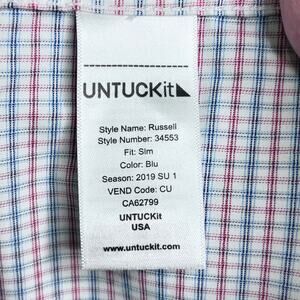 UNTUCKit
Style Name: Russell
Style Number: 34553
Fit: Slm
Color: Blu
Season: 2019 SU 1
VEND Code: CU
CA62799
UNTUCKit
USA
www.untuckit.com